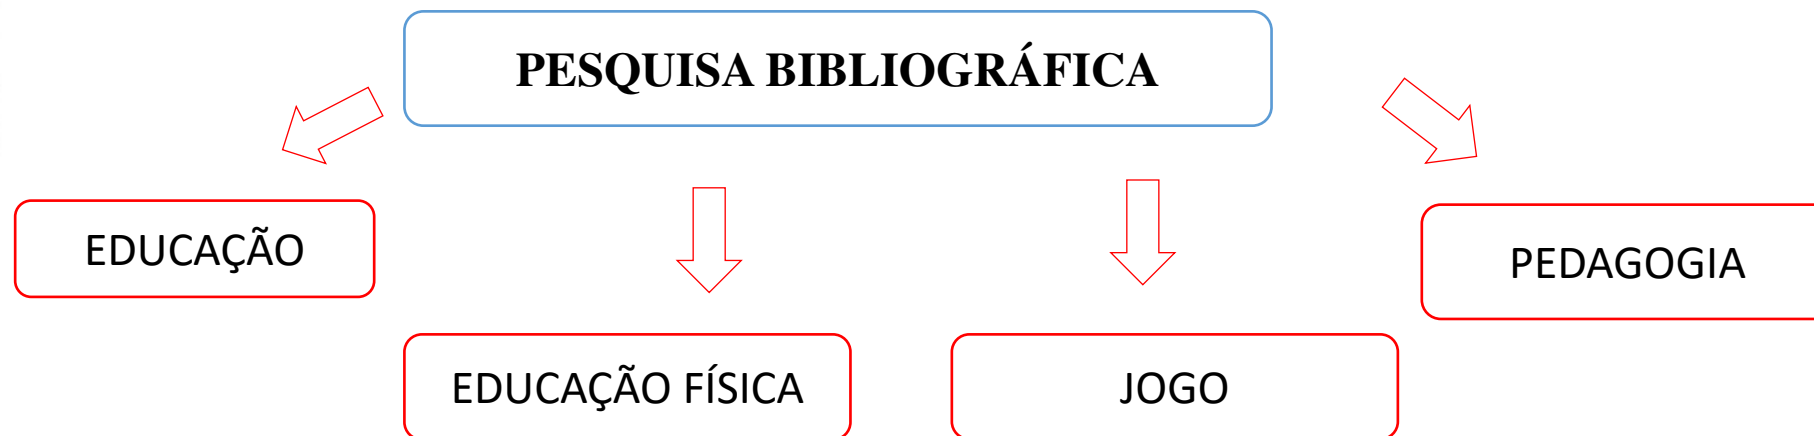 PESQUISA BIBLIOGRÁFICA
EDUCAÇÃO
PEDAGOGIA
EDUCAÇÃO FÍSICA
JOGO